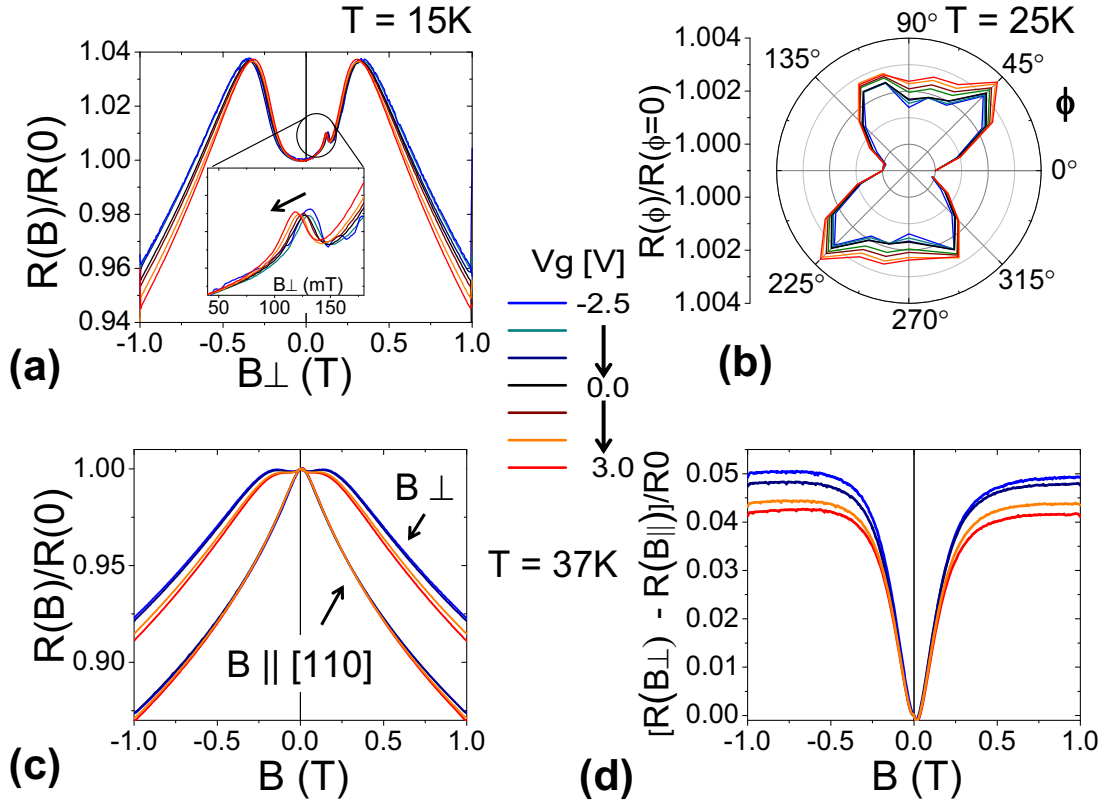 T = 15K
(a)
R(B)/R(0)
1.04
1.02
1.00
0.98
0.96
0.94
-1.0
-0.5
0.0
0.5
1.0
B⊥ (T)
B⊥ (mT)
50
100
150
T = 25K
(b)
R(ϕ)/R(ϕ=0)
1.004
1.002
1.000
1.000
1.002
1.004
90°
135°
45°
ϕ
0°
225°
315°
270°
Vg [V]
-2.5
0.0
3.0
T = 37K
(c)
R(B)/R(0)
1.00
0.95
0.90
B ⊥
B || [110]
-1.0
-0.5
0.0
0.5
1.0
B (T)
(d)
[R(B⊥) - R(B||)]/R0
0.05
0.04
0.03
0.02
0.01
0.00
-1.0
-0.5
0.0
0.5
1.0
B (T)